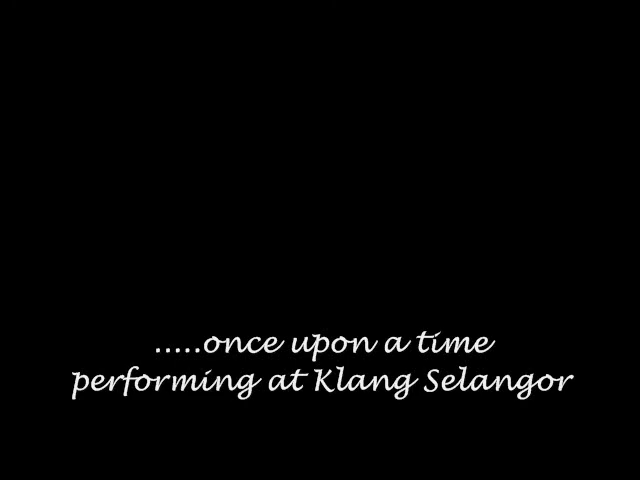 .....once upon a time
performing at Klang Selangor